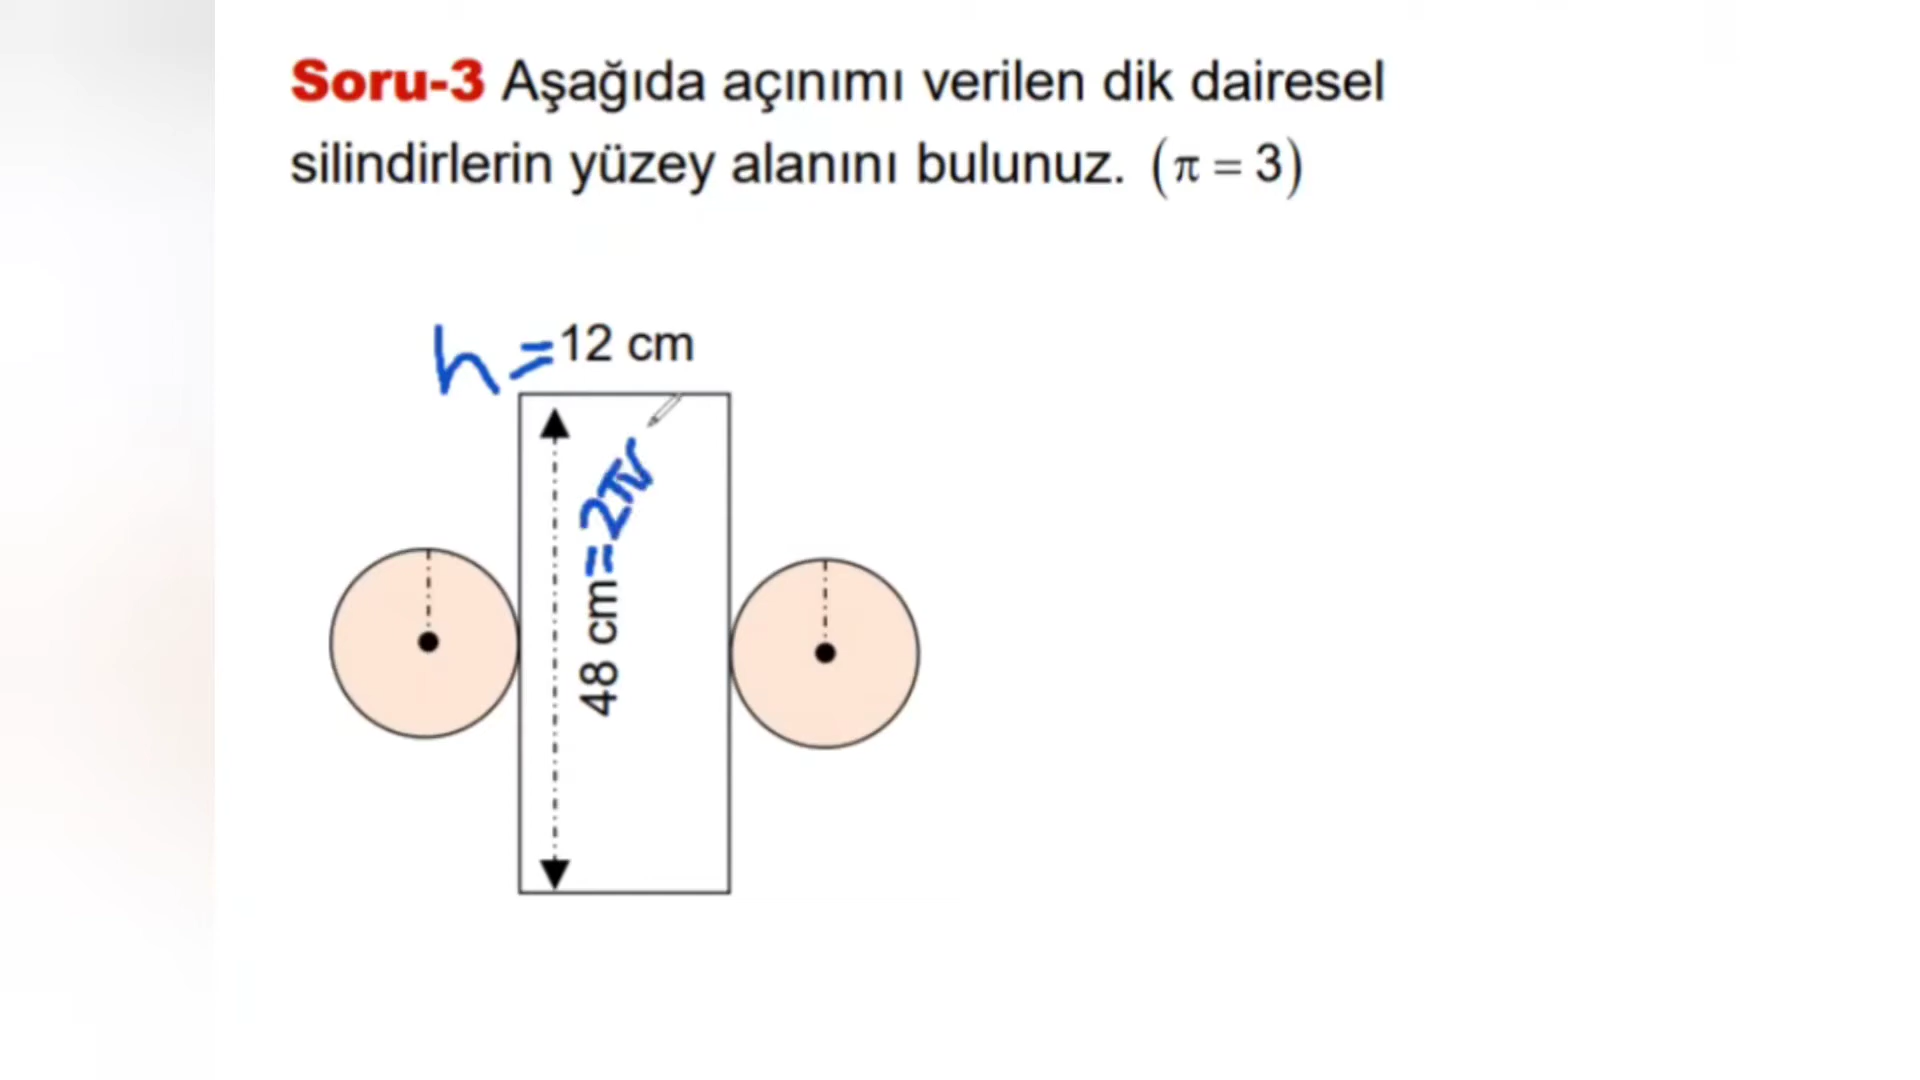 Soru-3 Aşağıda açınımı verilen dik dairesel
silindirlerin yüzey alanını bulunuz. (π = 3)
h = 12 cm
48 cm = 2πr